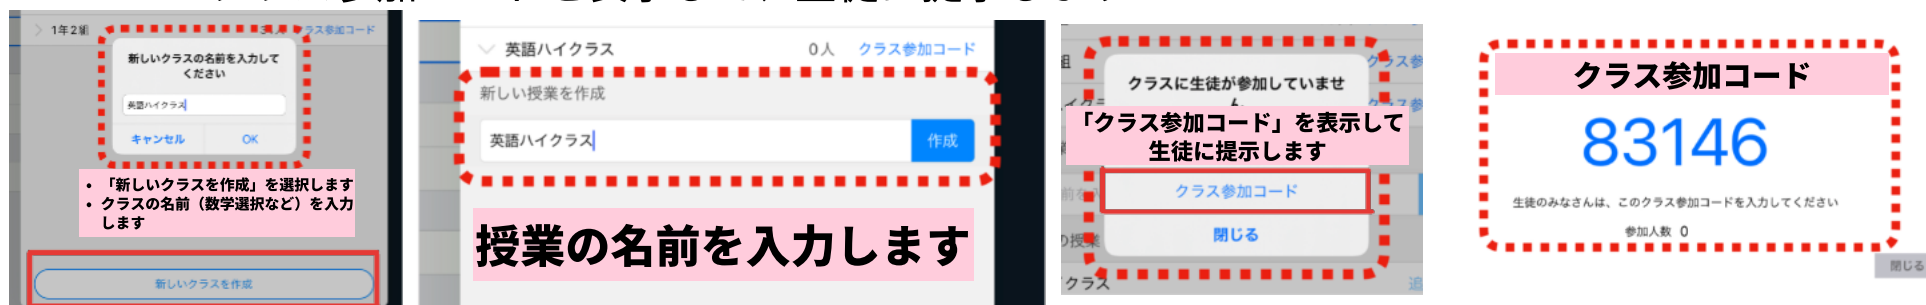 1年2組
クラス参加コード
新しいクラスの名前を入力して
ください
英語ハイクラス
キャンセル OK
・「新しいクラスを作成」を選択します
・クラスの名前（数学選択など）を入力
します
新しいクラスを作成
英語ハイクラス 0人 クラス参加コード
新しい授業を作成
英語ハイクラス 作成
授業の名前を入力します
クラスに生徒が参加していませ
ん
「クラス参加コード」を表示して
生徒に提示します
クラス参加コード
閉じる
クラス
クラス参加コード
83146
生徒のみなさんは、このクラス参加コードを入力してください
参加人数 0
閉じる